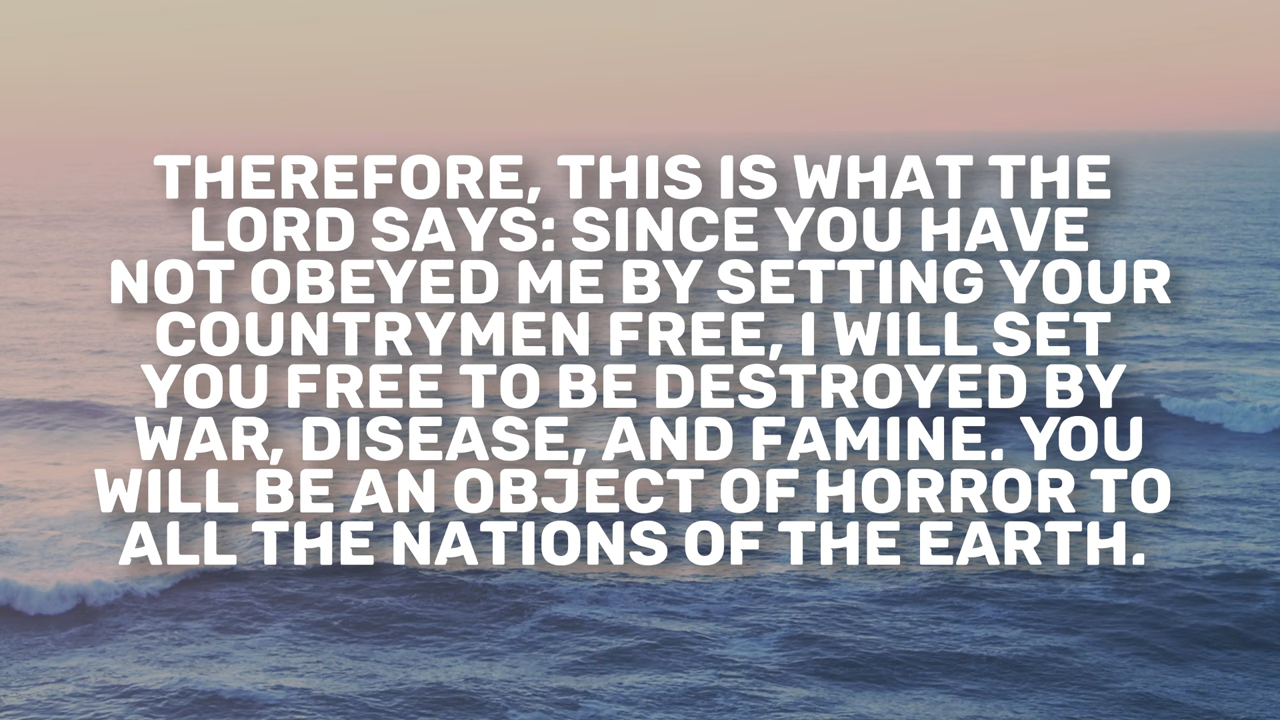 THEREFORE, THIS IS WHAT THE
LORD SAYS: SINCE YOU HAVE
NOT OBEYED ME BY SETTING YOUR
COUNTRYMEN FREE, I WILL SET
YOU FREE TO BE DESTROYED BY
WAR, DISEASE, AND FAMINE. YOU
WILL BE AN OBJECT OF HORROR TO
ALL THE NATIONS OF THE EARTH.